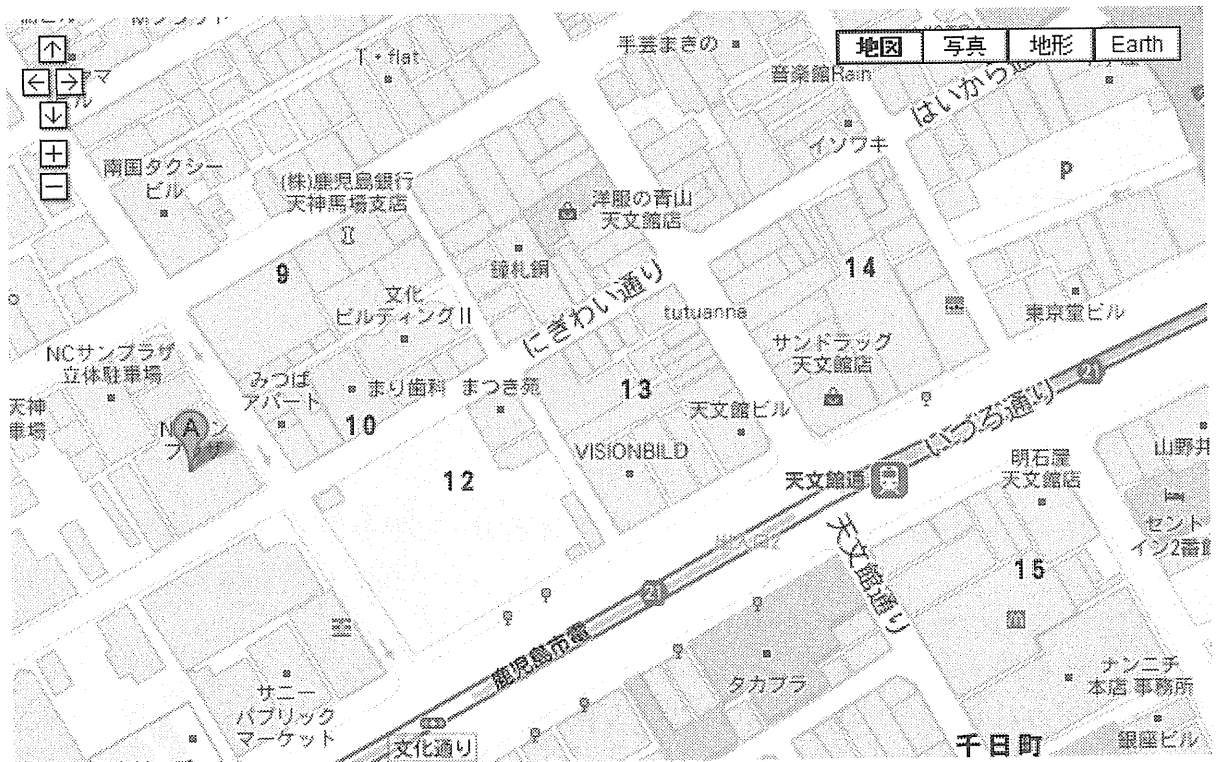 手芸まきの
地図
写真
地形
Earth
T・flat
音楽館Rain
はいから通
イソワキ
P
南国タクシー
ビル
(株)鹿児島銀行
天神馬場支店
洋服の青山
天文館店
9
鐘札銅
14
文化
ビルディングII
にぎわい通り
tutuanna
東京堂ビル
サンドラッグ
天文館店
NCサンプラザ
立体駐車場
みつば
アパート
まり歯科
まつき苑
13
天神
車場
天文館ビル
10
A
いづろ通り
VISIONBILD
山野井
明石屋
天文館店
12
天文館通
セント
イン2番館
天文館通り
15
鹿児島市電
サニー
パブリック
マーケット
タカプラ
ナンニチ
本店 事務所
文化通り
千日町
銀座ビル